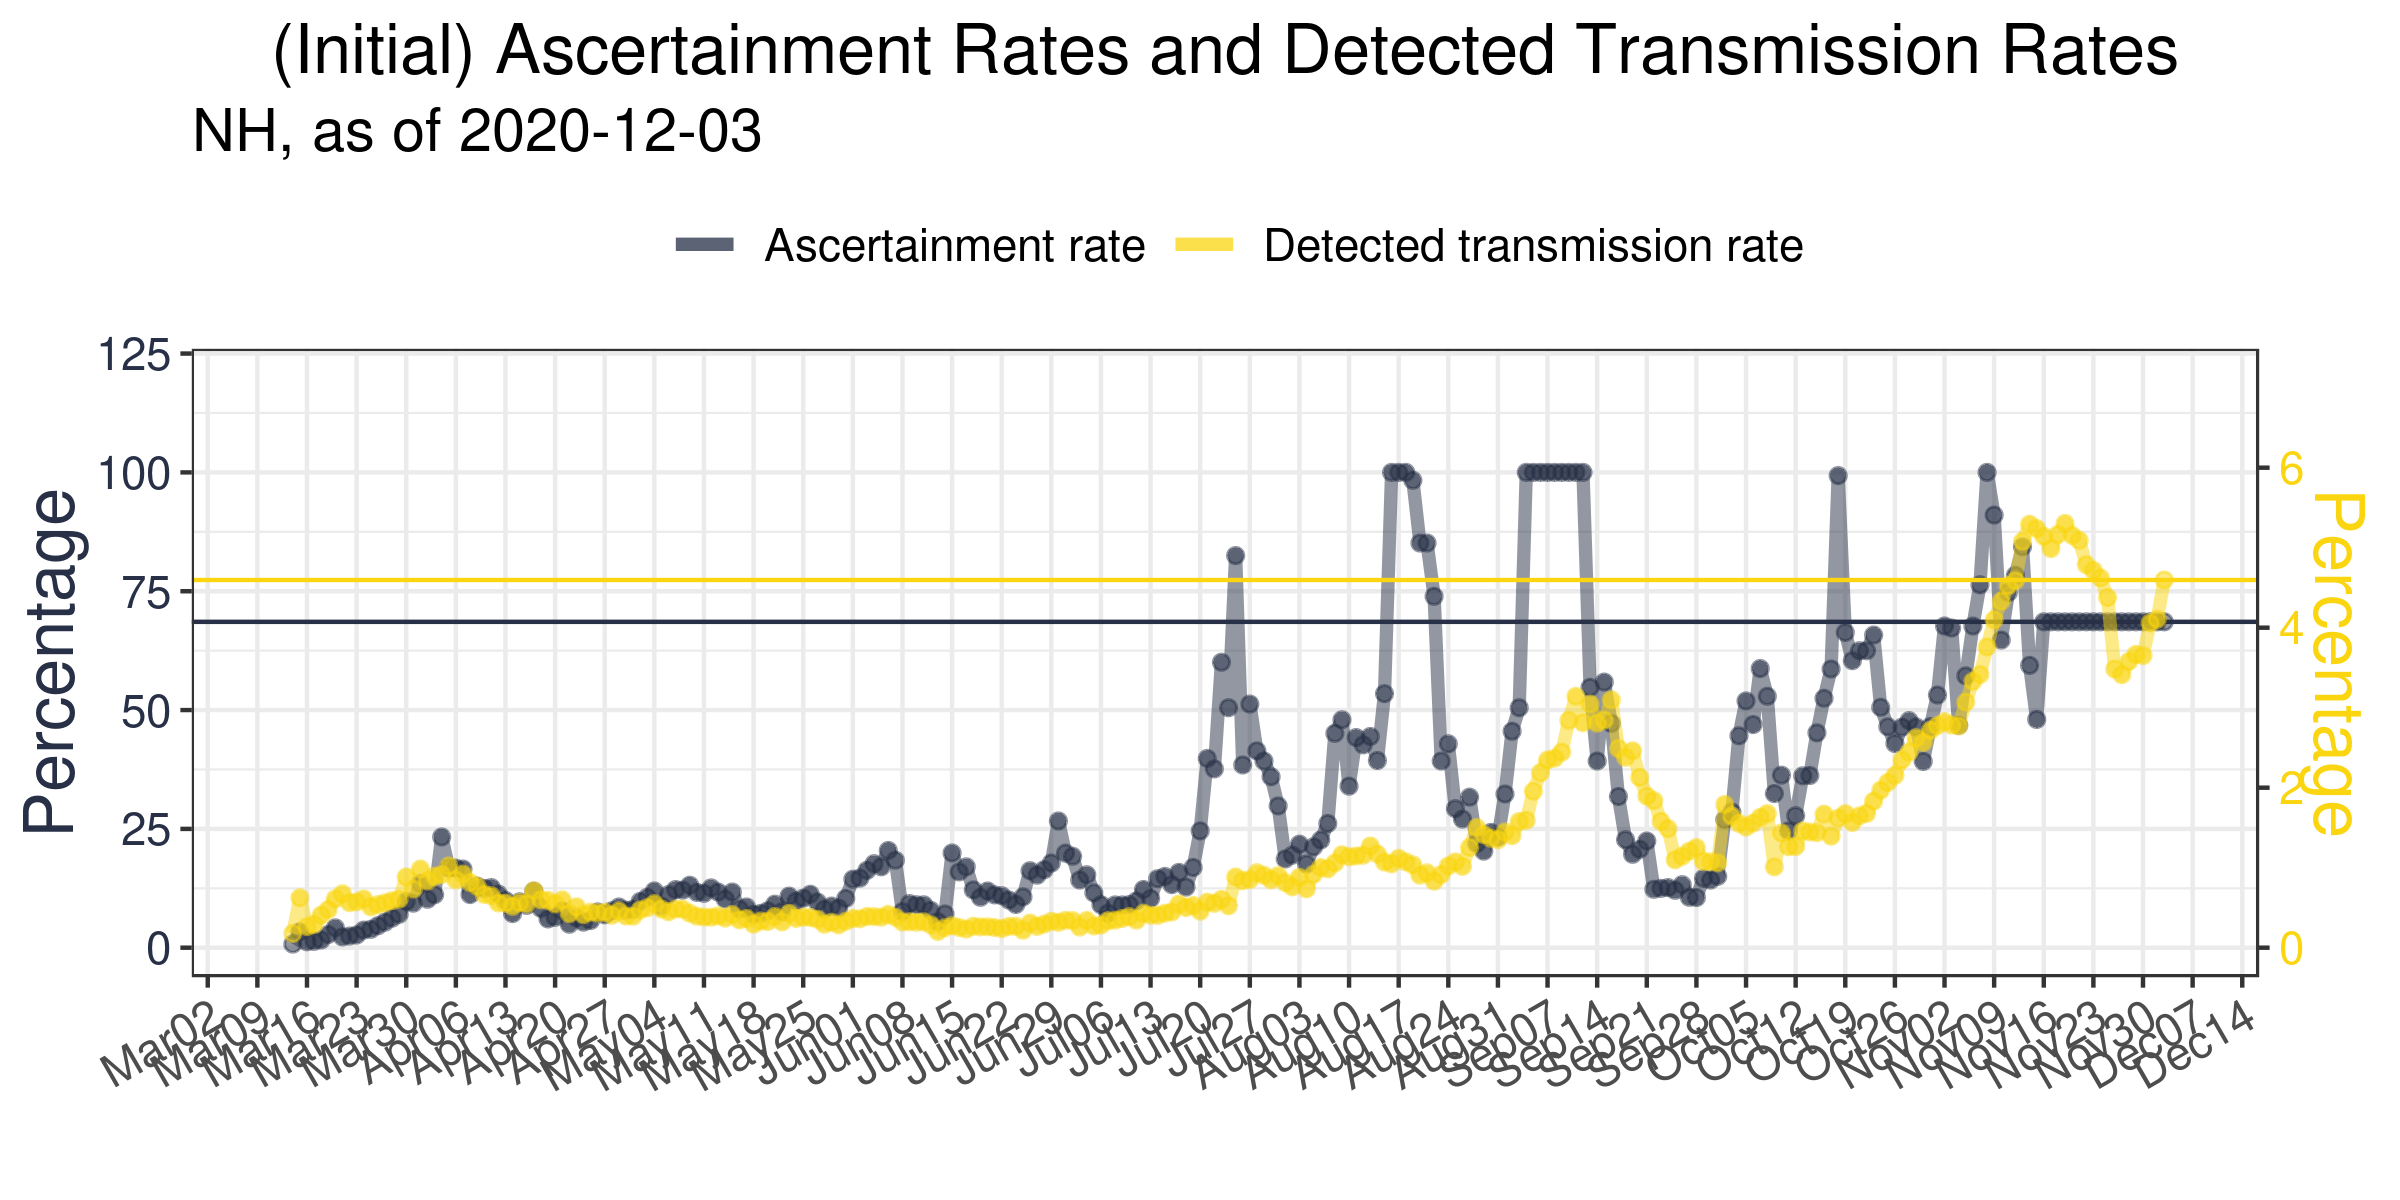 (Initial) Ascertainment Rates and Detected Transmission Rates
NH, as of 2020-12-03
Ascertainment rate
Detected transmission rate
125
100
75
50
25
0
Percentage
6
4
2
0
Percentage
Mar02
Mar09
Mar16
Mar23
Mar30
Apr06
Apr13
Apr20
Apr27
May04
May11
May18
May25
Jun01
Jun08
Jun15
Jun22
Jun29
Jul06
Jul13
Jul20
Jul27
Aug03
Aug10
Aug17
Aug24
Aug31
Sep07
Sep14
Sep21
Sep28
Oct05
Oct12
Oct19
Oct26
Nov02
Nov09
Nov16
Nov23
Nov30
Dec07
Dec14